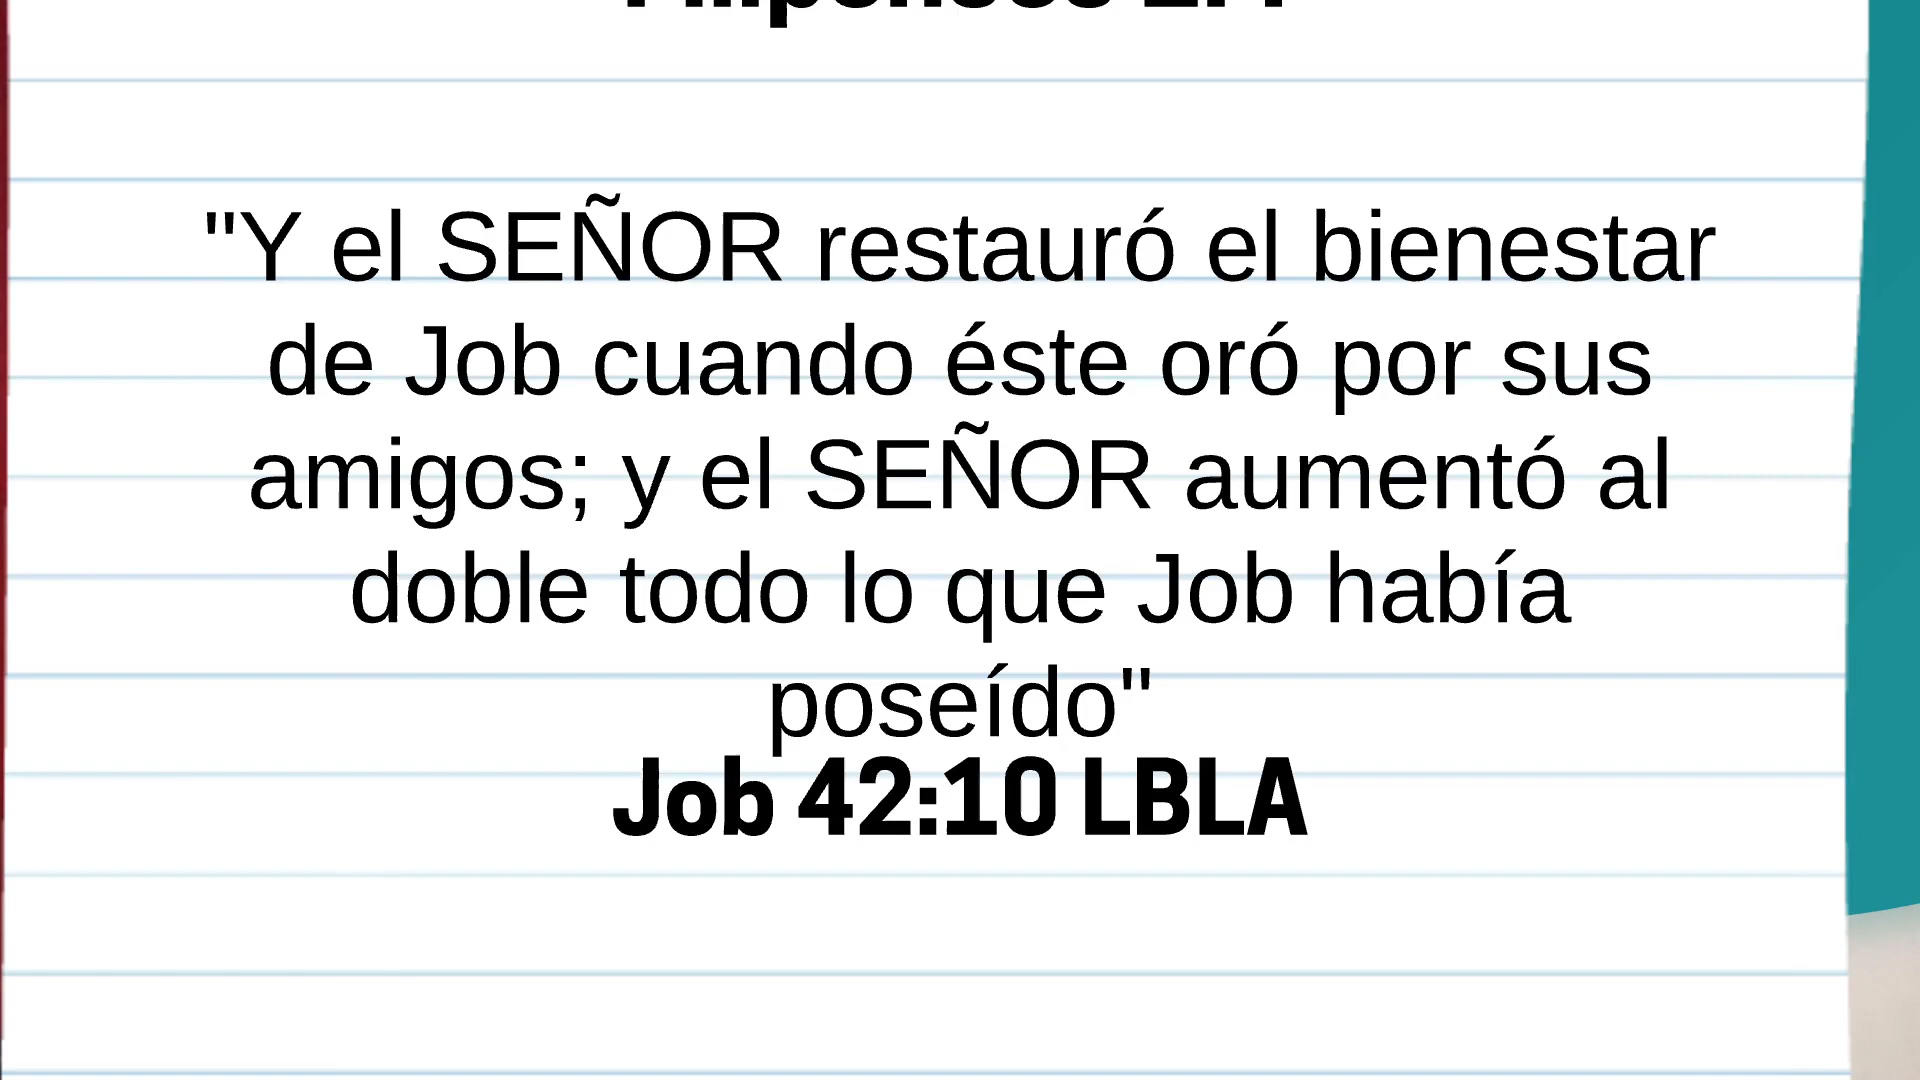 "Y el SEÑOR restauró el bienestar
de Job cuando éste oró por sus
amigos; y el SEÑOR aumentó al
doble todo lo que Job había
poseído"
Job 42:10 LBLA